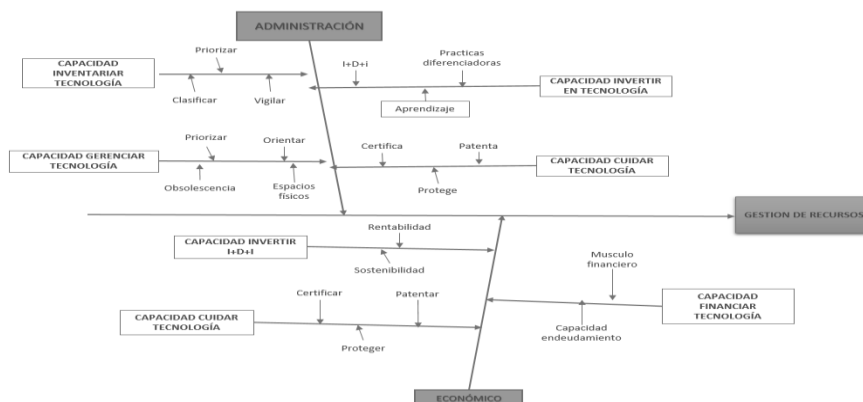 ADMINISTRACIÓN
Priorizar
CAPACIDAD
INVENTARIAR
TECNOLOGÍA
Clasificar
Vigilar
I+D+i
Practicas
diferenciadoras
Aprendizaje
CAPACIDAD INVERTIR
EN TECNOLOGÍA
Priorizar
Orientar
CAPACIDAD GERENCIAR
TECNOLOGÍA
Obsolescencia
Espacios
físicos
Certifica
Patenta
Protege
CAPACIDAD CUIDAR
TECNOLOGÍA
GESTION DE RECURSOS
Rentabilidad
CAPACIDAD INVERTIR
I+D+I
Sostenibilidad
Musculo
financiero
CAPACIDAD
FINANCIAR
TECNOLOGÍA
Capacidad
endeudamiento
Certificar
Patentar
CAPACIDAD CUIDAR
TECNOLOGÍA
Proteger
ECONÓMICO